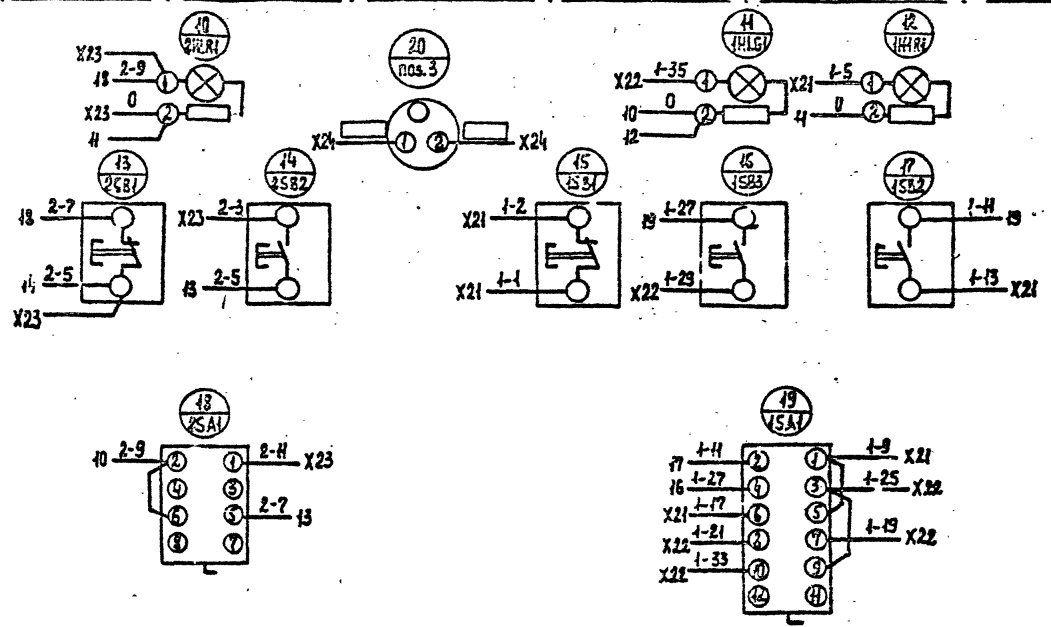 10
2HLR1
X23
18 2-9 1
X23 0 2
11
20
поз.3
X24 1 2 X24
11
1HLG1
X22 1-35 1
10 0 2
12
12
1HLR1
X21 1-5 1
11 0 2
13
2SB1
18 2-7
14 2-5
X23
14
2SB2
X23 2-3
13 2-5
15
1SB1
X21 1-2
X21 1-1
16
1SB3
19 1-27
X22 1-29
17
1SB2
1-11 19
1-13 X21
18
2SA1
10 2-9 2 1 2-11 X23
4 3
6 5 2-7 13
8 7
19
1SA1
17 1-11 2 1 1-9 X21
16 1-27 4 3 1-25 X22
X21 1-17 6 5
X22 1-21 8 7 1-19 X22
X22 1-33 10 9
12 11